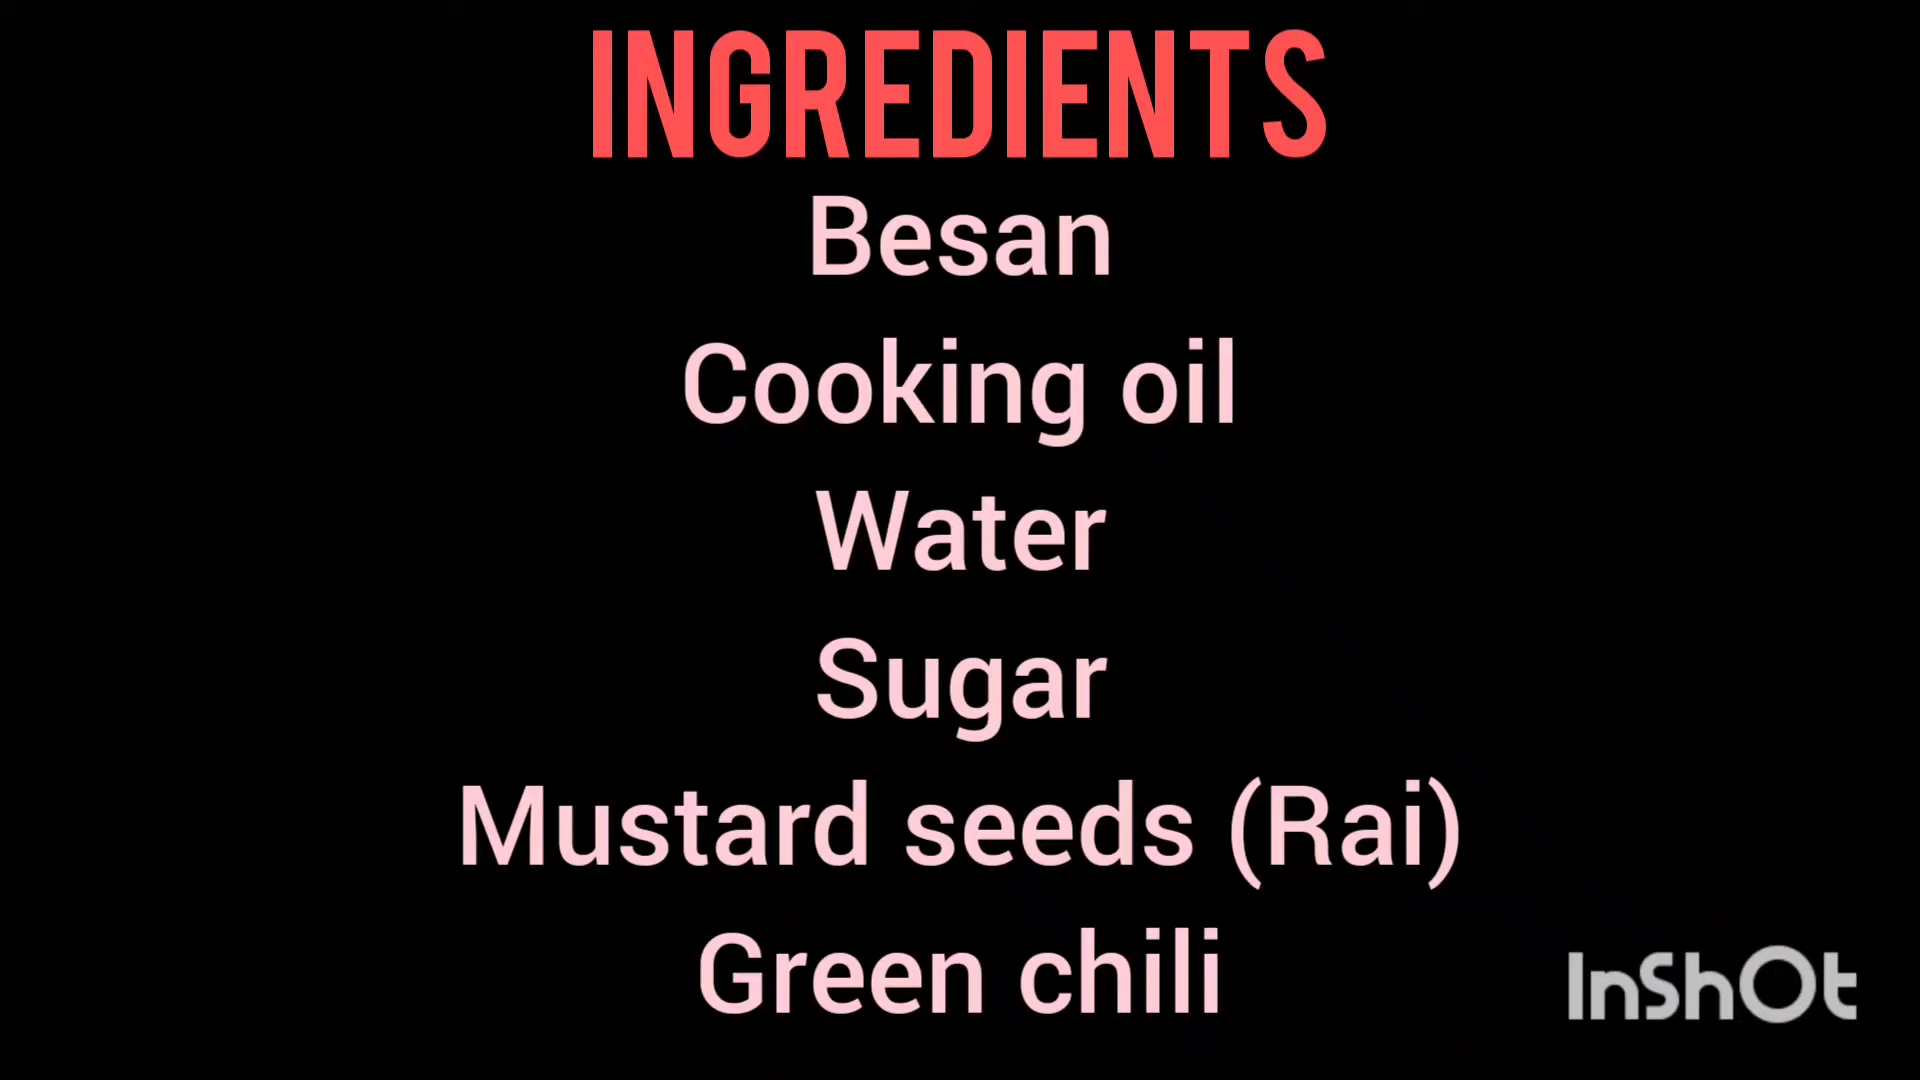 INGREDIENTS
Besan
Cooking oil
Water
Sugar
Mustard seeds (Rai)
Green chili
InShOt